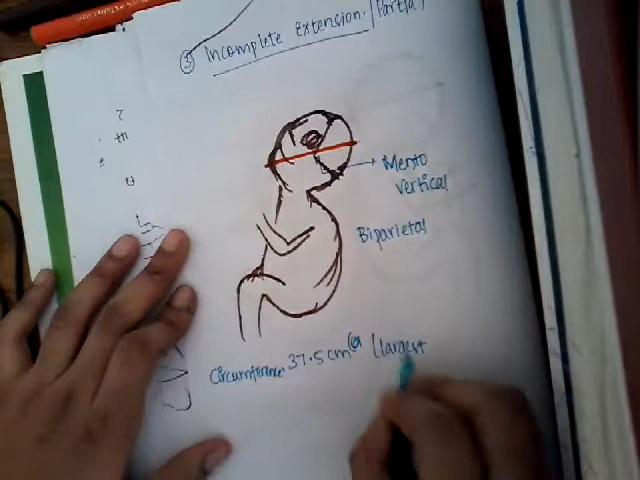 ③ Incomplete Extension / Partial
Mento
vertical
Biparietal
Circumference 37.5 cm (largest